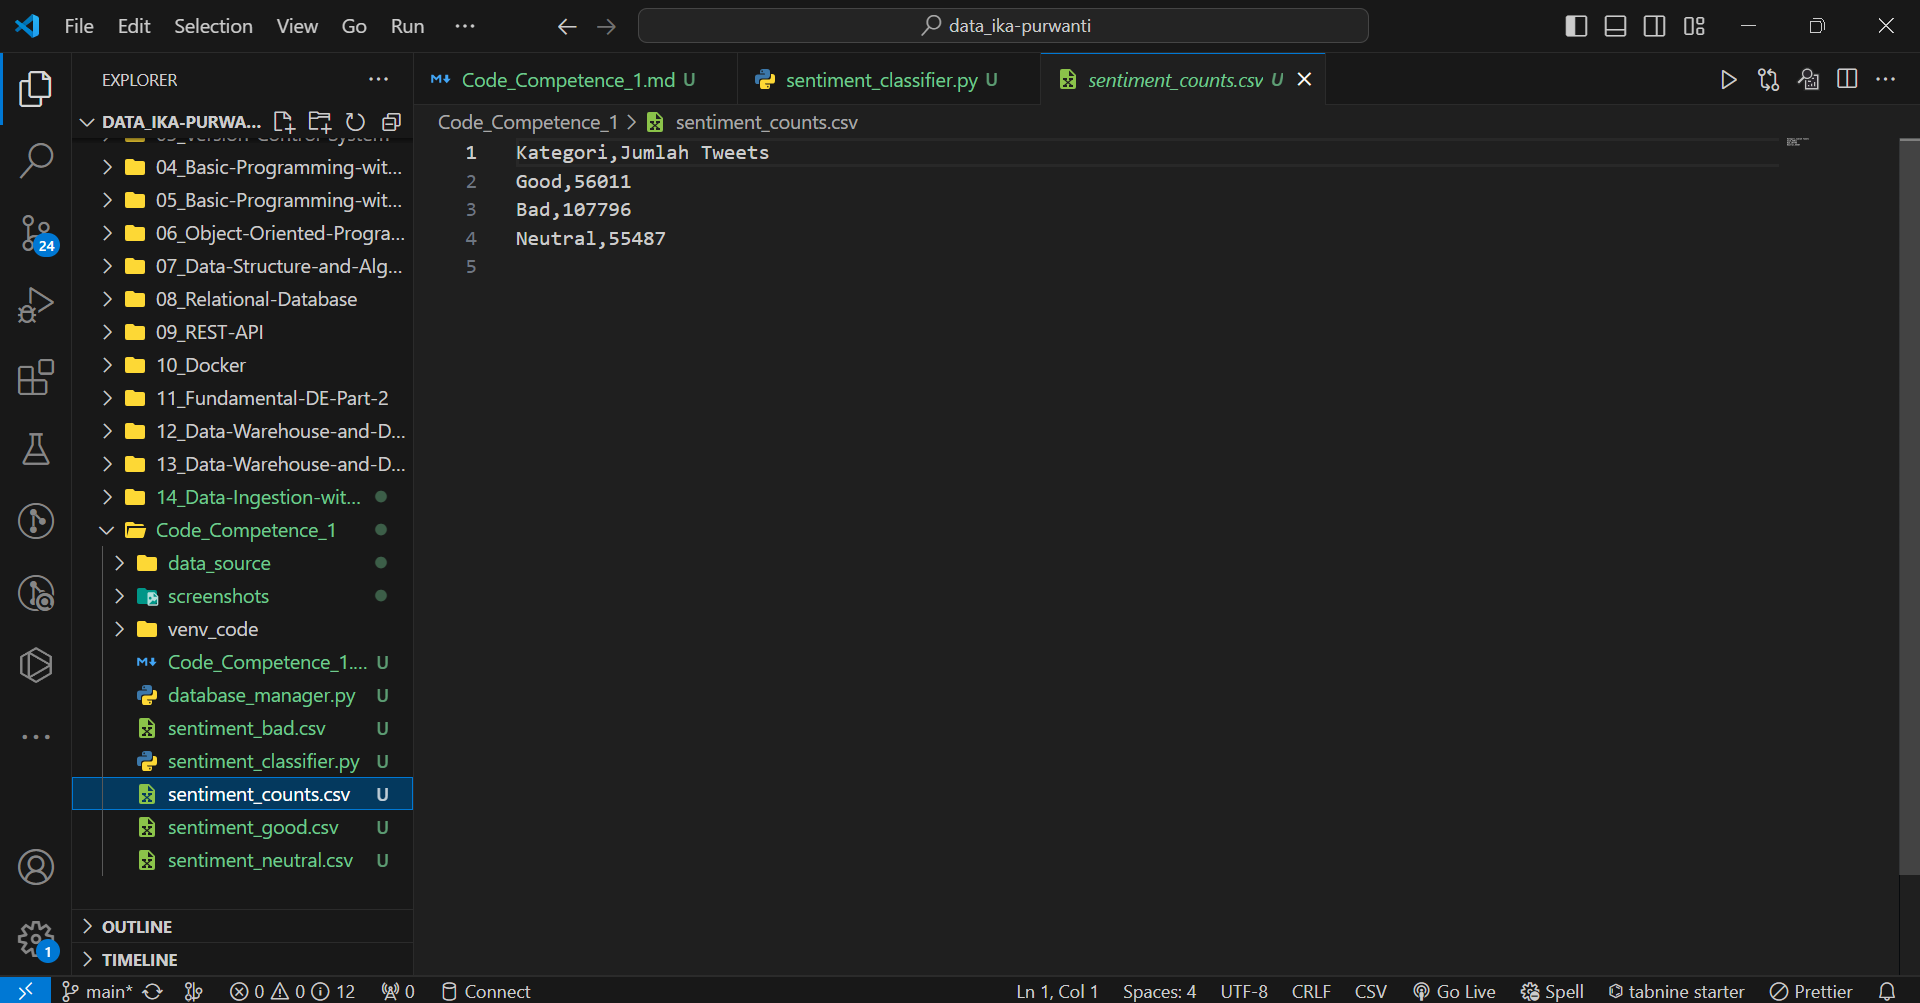 File Edit Selection View Go Run ···
data_ika-purwanti
EXPLORER
DATA_IKA-PURWA...
03_Version-Control-System
04_Basic-Programming-wit...
05_Basic-Programming-wit...
06_Object-Oriented-Progra...
07_Data-Structure-and-Alg...
08_Relational-Database
09_REST-API
10_Docker
11_Fundamental-DE-Part-2
12_Data-Warehouse-and-D...
13_Data-Warehouse-and-D...
14_Data-Ingestion-wit...
Code_Competence_1
data_source
screenshots
venv_code
Code_Competence_1.... U
database_manager.py U
sentiment_bad.csv U
sentiment_classifier.py U
sentiment_counts.csv U
sentiment_good.csv U
sentiment_neutral.csv U
OUTLINE
TIMELINE
24
1
Code_Competence_1.md U
sentiment_classifier.py U
sentiment_counts.csv U
Code_Competence_1 > sentiment_counts.csv
1 Kategori,Jumlah Tweets
2 Good,56011
3 Bad,107796
4 Neutral,55487
5
main* 0 0 12 0 Connect Ln 1, Col 1 Spaces: 4 UTF-8 CRLF CSV Go Live Spell tabnine starter Prettier